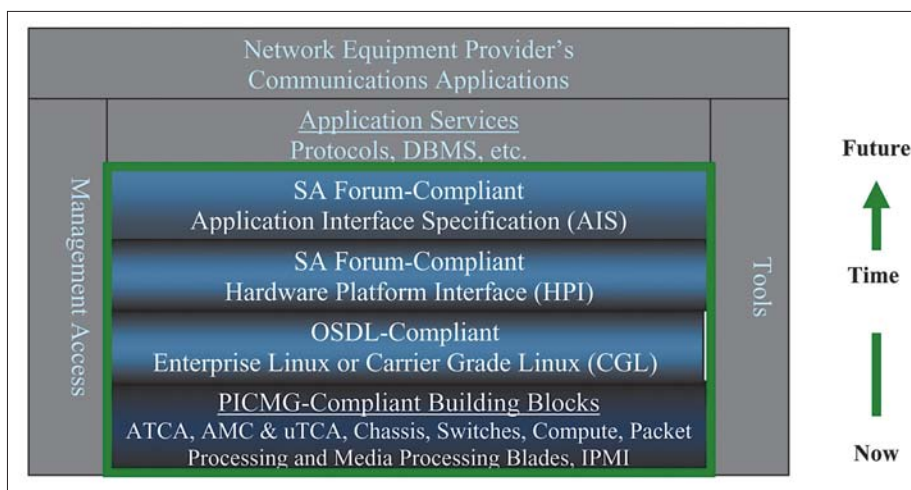 Network Equipment Provider's
Communications Applications
Management Access
Application Services
Protocols, DBMS, etc.
SA Forum-Compliant
Application Interface Specification (AIS)
SA Forum-Compliant
Hardware Platform Interface (HPI)
OSDL-Compliant
Enterprise Linux or Carrier Grade Linux (CGL)
PICMG-Compliant Building Blocks
ATCA, AMC & uTCA, Chassis, Switches, Compute, Packet
Processing and Media Processing Blades, IPMI
Tools
Future
Time
Now